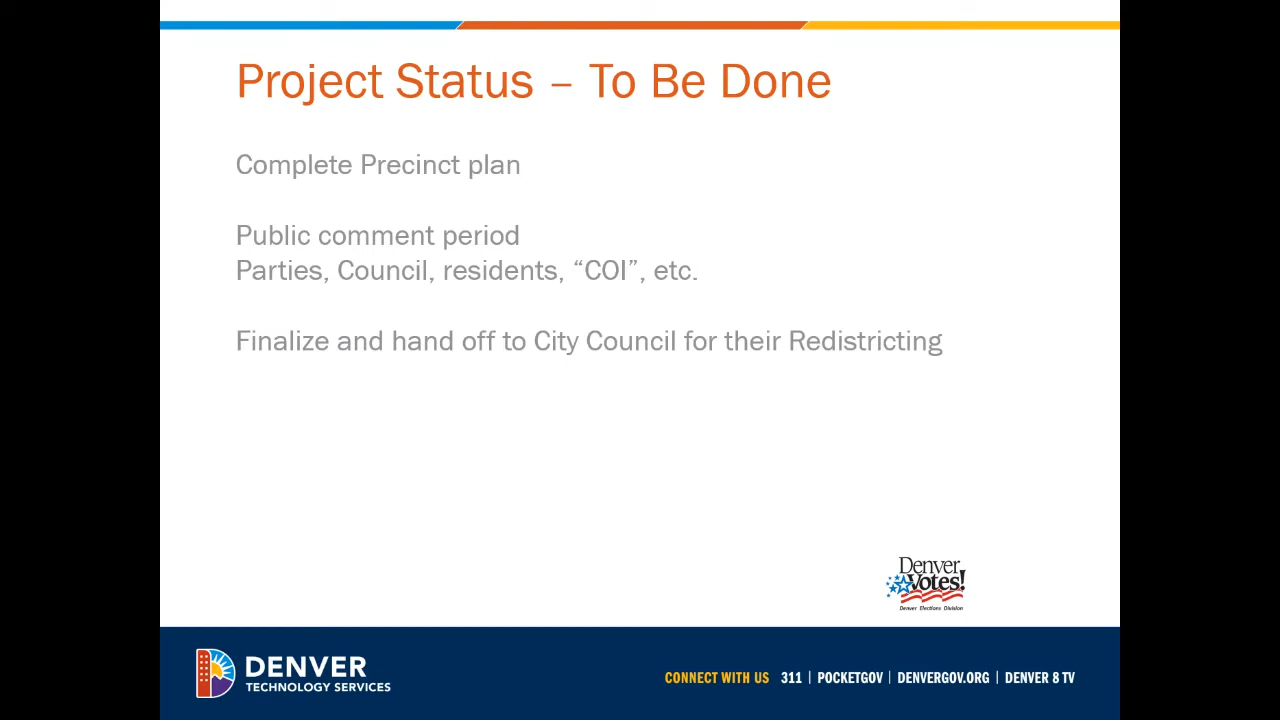 Project Status – To Be Done
Complete Precinct plan
Public comment period
Parties, Council, residents, “COI”, etc.
Finalize and hand off to City Council for their Redistricting
Denver
Votes!
Denver Elections Division
DENVER
TECHNOLOGY SERVICES
CONNECT WITH US 311 | POCKETGOV | DENVERGOV.ORG | DENVER 8 TV